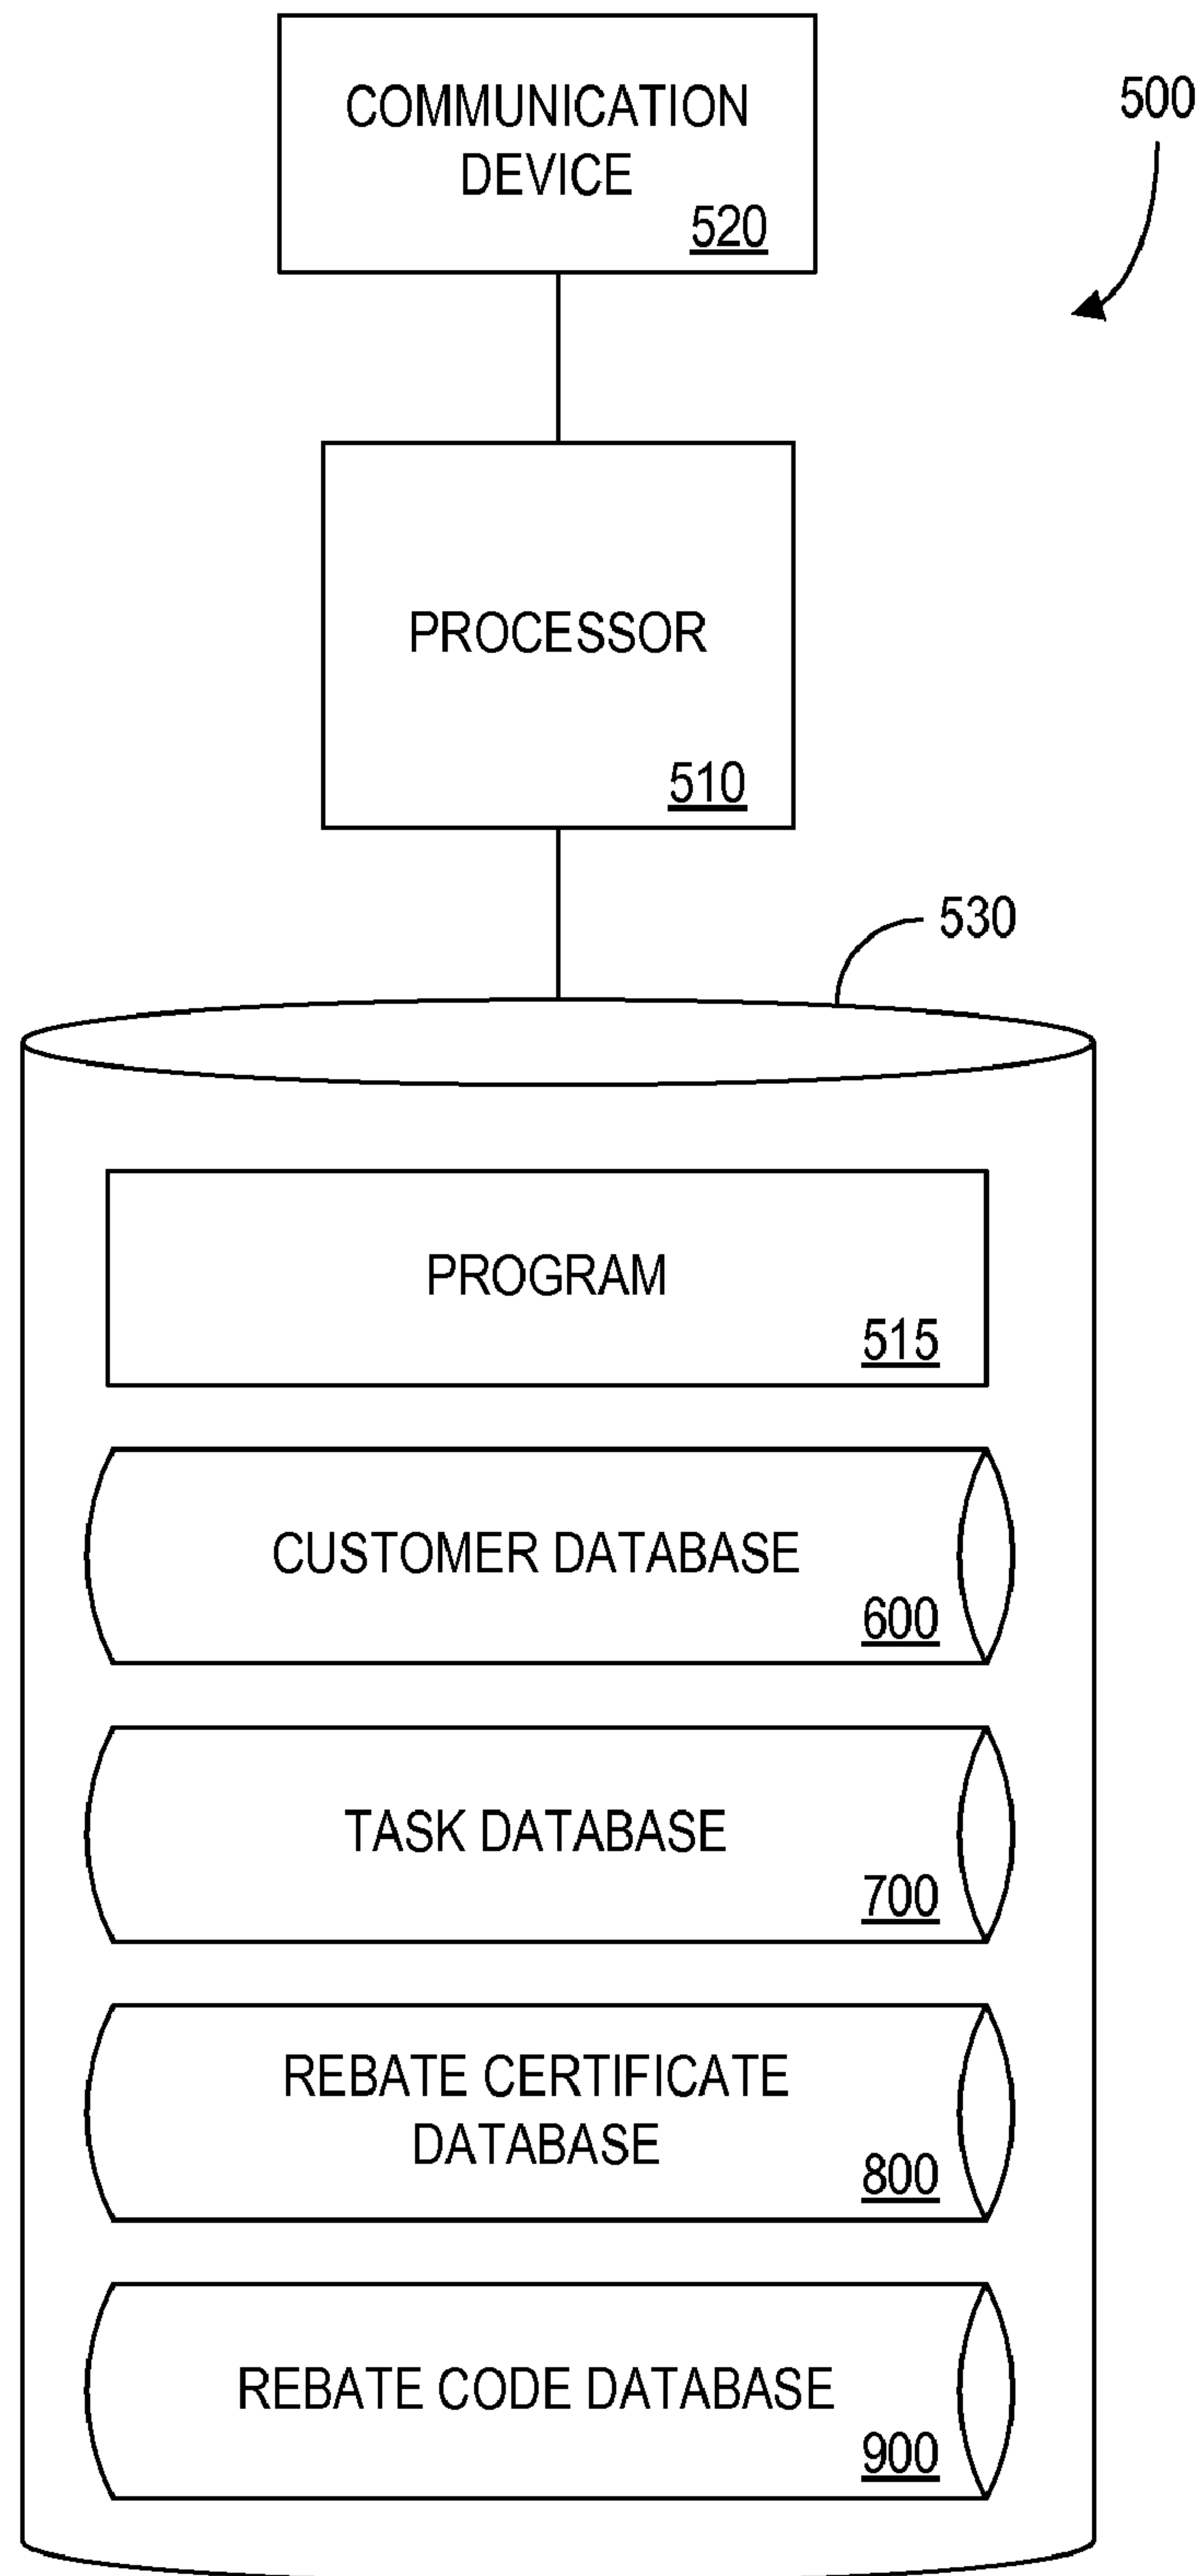 COMMUNICATION
DEVICE
520
500
PROCESSOR
510
530
PROGRAM
515
CUSTOMER DATABASE
600
TASK DATABASE
700
REBATE CERTIFICATE
DATABASE
800
REBATE CODE DATABASE
900